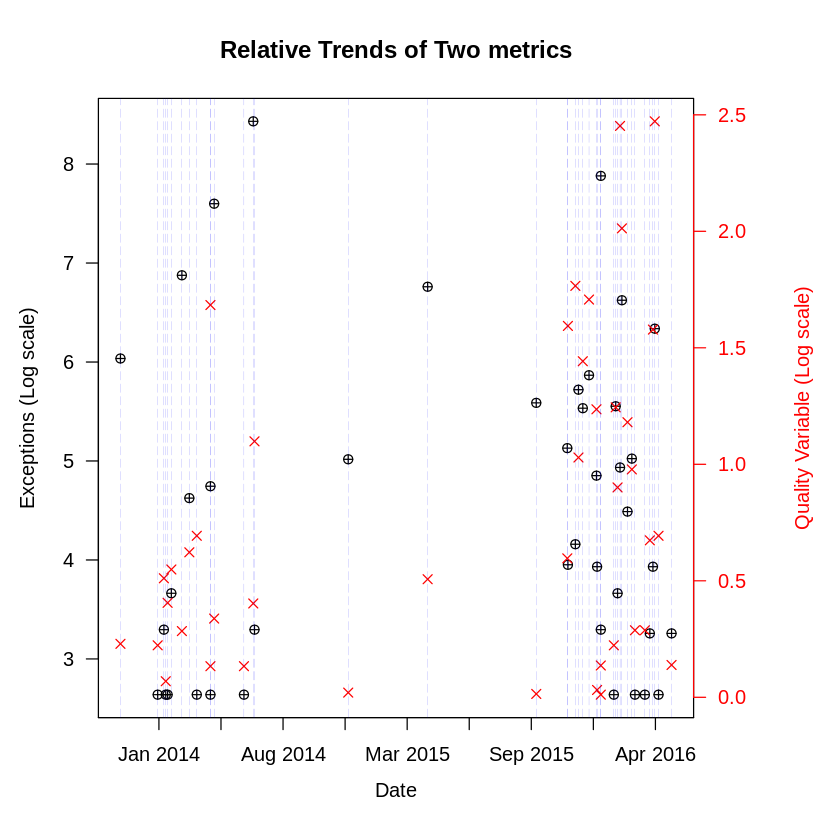 Relative Trends of Two metrics
8
7
6
5
4
3
Exceptions (Log scale)
2.5
2.0
1.5
1.0
0.5
0.0
Quality Variable (Log scale)
Jan 2014 Aug 2014 Mar 2015 Sep 2015 Apr 2016
Date